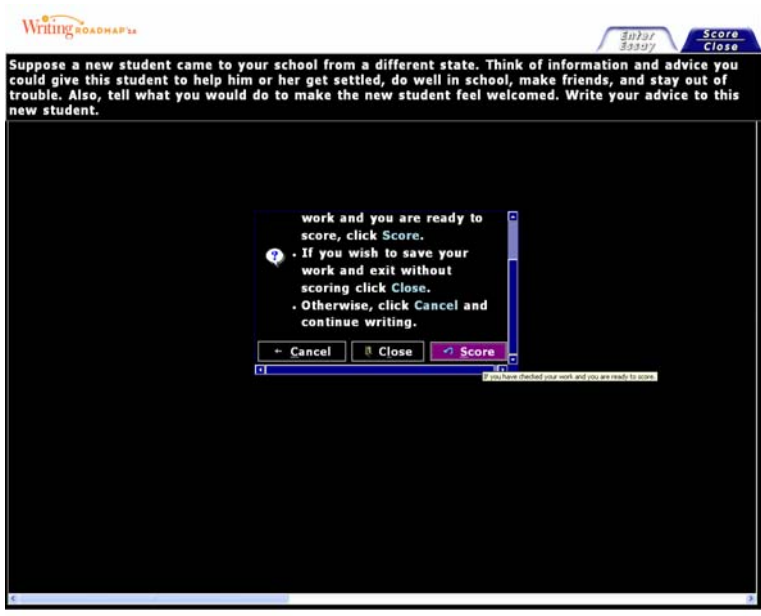 Writing ROADMAP 2.0
Enter
Essay
Score
Close
Suppose a new student came to your school from a different state. Think of information and advice you
could give this student to help him or her get settled, do well in school, make friends, and stay out of
trouble. Also, tell what you would do to make the new student feel welcomed. Write your advice to this
new student.
work and you are ready to
score, click Score.
• If you wish to save your
work and exit without
scoring click Close.
• Otherwise, click Cancel and
continue writing.
Cancel Close Score
If you have checked your work and you are ready to score.